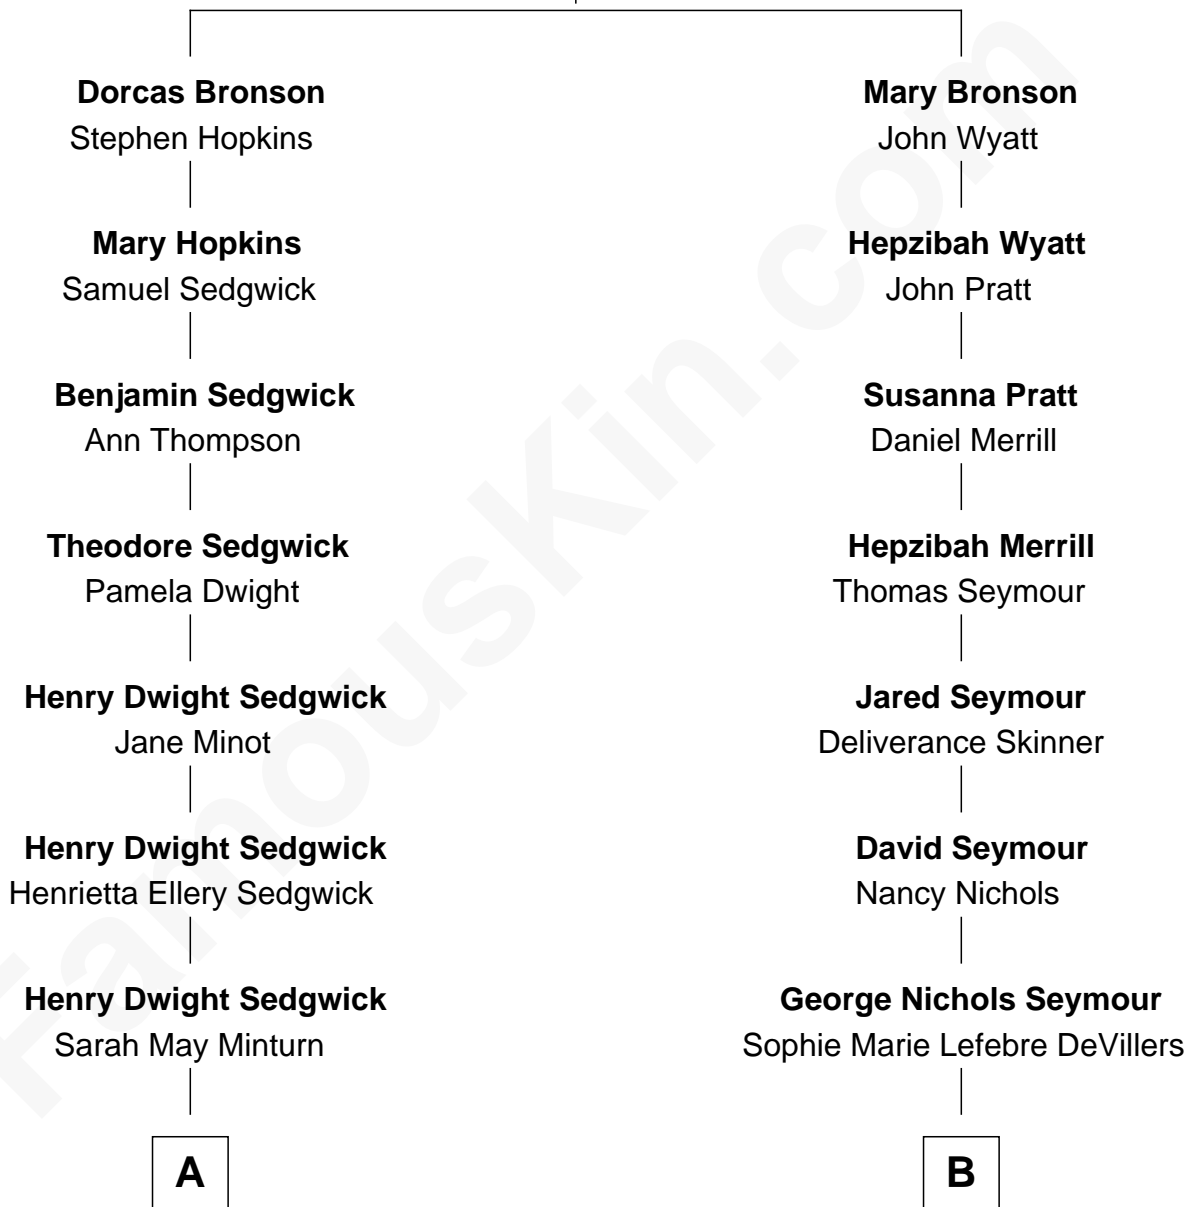 Dorcas Bronson
Stephen Hopkins
Mary Hopkins
Samuel Sedgwick
Benjamin Sedgwick
Ann Thompson
Theodore Sedgwick
Pamela Dwight
Henry Dwight Sedgwick
Jane Minot
Henry Dwight Sedgwick
Henrietta Ellery Sedgwick
Henry Dwight Sedgwick
Sarah May Minturn
A
Mary Bronson
John Wyatt
Hepzibah Wyatt
John Pratt
Susanna Pratt
Daniel Merrill
Hepzibah Merrill
Thomas Seymour
Jared Seymour
Deliverance Skinner
David Seymour
Nancy Nichols
George Nichols Seymour
Sophie Marie Lefebre DeVillers
B
FamousKin.com